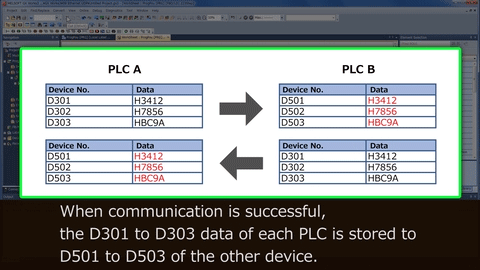 PLC A PLC B
Device No. Data Device No. Data
D301 H3412 D501 H3412
D302 H7856 D502 H7856
D303 HBC9A D503 HBC9A
Device No. Data Device No. Data
D501 H3412 D301 H3412
D502 H7856 D302 H7856
D503 HBC9A D303 HBC9A
When communication is successful,
the D301 to D303 data of each PLC is stored to
D501 to D503 of the other device.